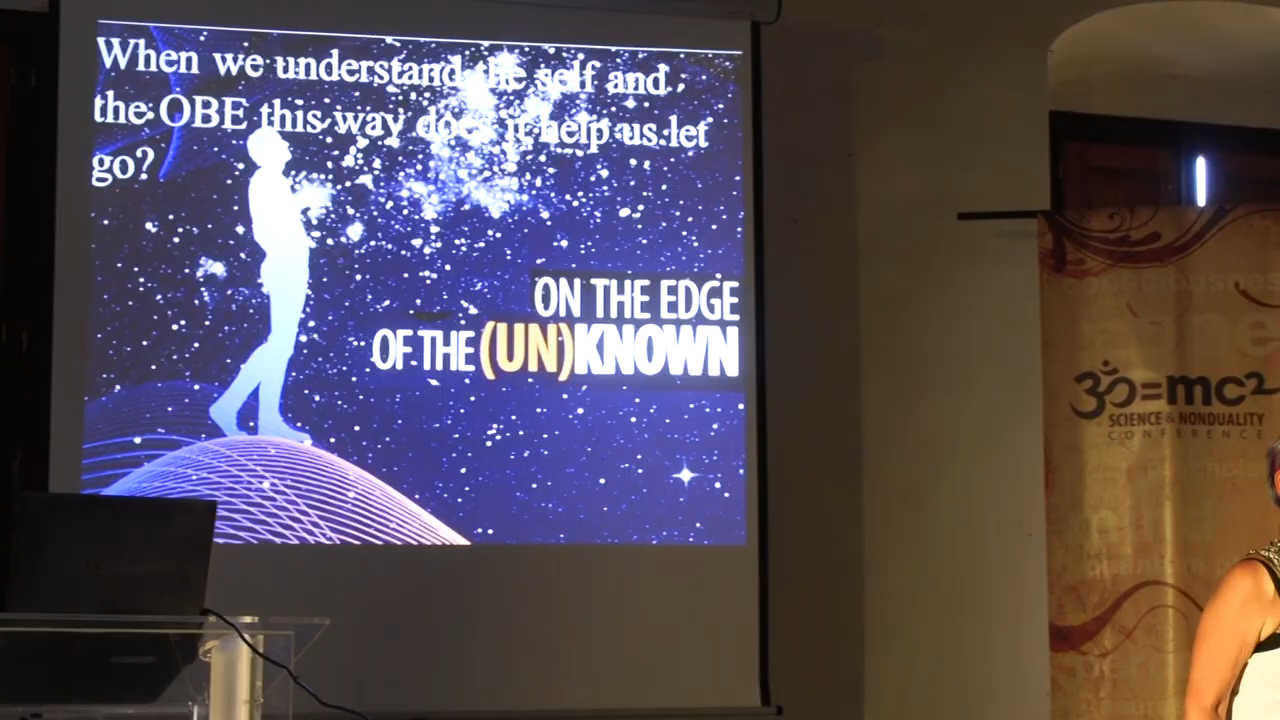 When we understand the self and
the OBE this way does it help us let
go?
ON THE EDGE
OF THE (UN)KNOWN
ॐ=mc²
SCIENCE & NONDUALITY
CONFERENCE